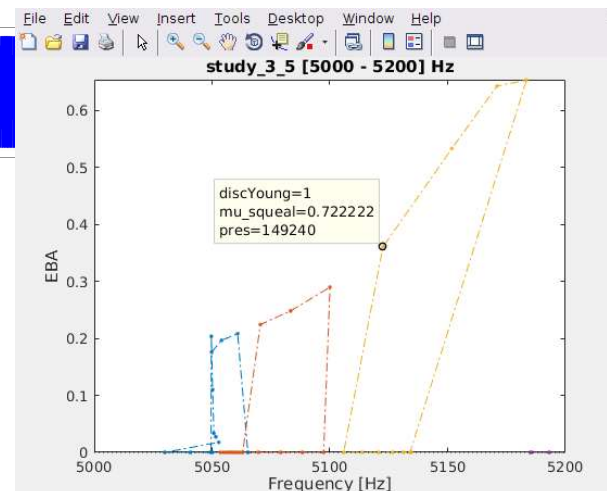 File Edit View Insert Tools Desktop Window Help
study_3_5 [5000 - 5200] Hz
0.6
0.5
discYoung=1
mu_squeal=0.722222
pres=149240
0.4
EBA
0.3
0.2
0.1
0
5000 5050 5100 5150 5200
Frequency [Hz]